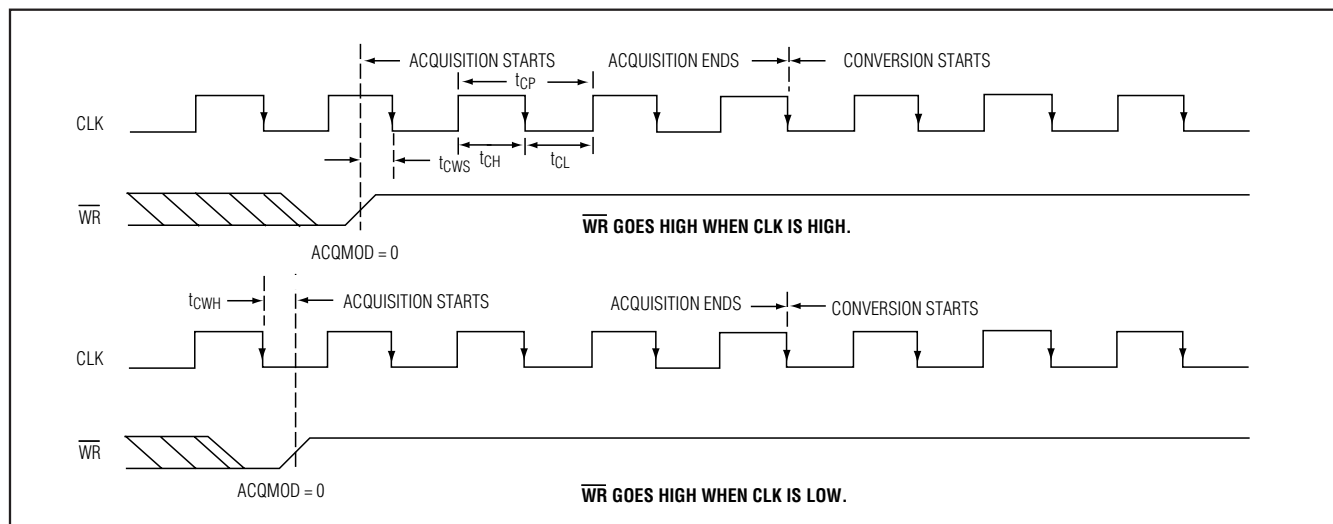 ACQUISITION STARTS
ACQUISITION ENDS
CONVERSION STARTS
tCP
CLK
tCWS
tCH
tCL
WR
WR GOES HIGH WHEN CLK IS HIGH.
ACQMOD = 0
tCWH
ACQUISITION STARTS
ACQUISITION ENDS
CONVERSION STARTS
CLK
WR
ACQMOD = 0
WR GOES HIGH WHEN CLK IS LOW.